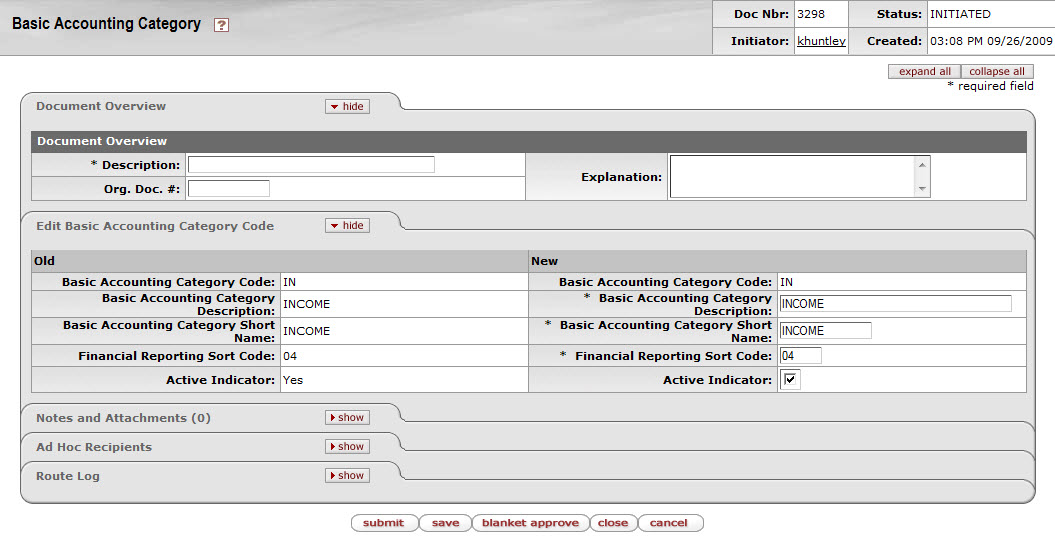 Basic Accounting Category ?
Doc Nbr: 3298 Status: INITIATED
Initiator: khuntley Created: 03:08 PM 09/26/2009
expand all collapse all
* required field
Document Overview hide
Document Overview
* Description:
Org. Doc. #:
Explanation:
Edit Basic Accounting Category Code hide
Old New
Basic Accounting Category Code: IN Basic Accounting Category Code: IN
Basic Accounting Category
Description: INCOME
* Basic Accounting Category
Description: INCOME
Basic Accounting Category Short
Name: INCOME
* Basic Accounting Category Short
Name: INCOME
Financial Reporting Sort Code: 04 * Financial Reporting Sort Code: 04
Active Indicator: Yes Active Indicator:
Notes and Attachments (0) show
Ad Hoc Recipients show
Route Log show
submit save blanket approve close cancel